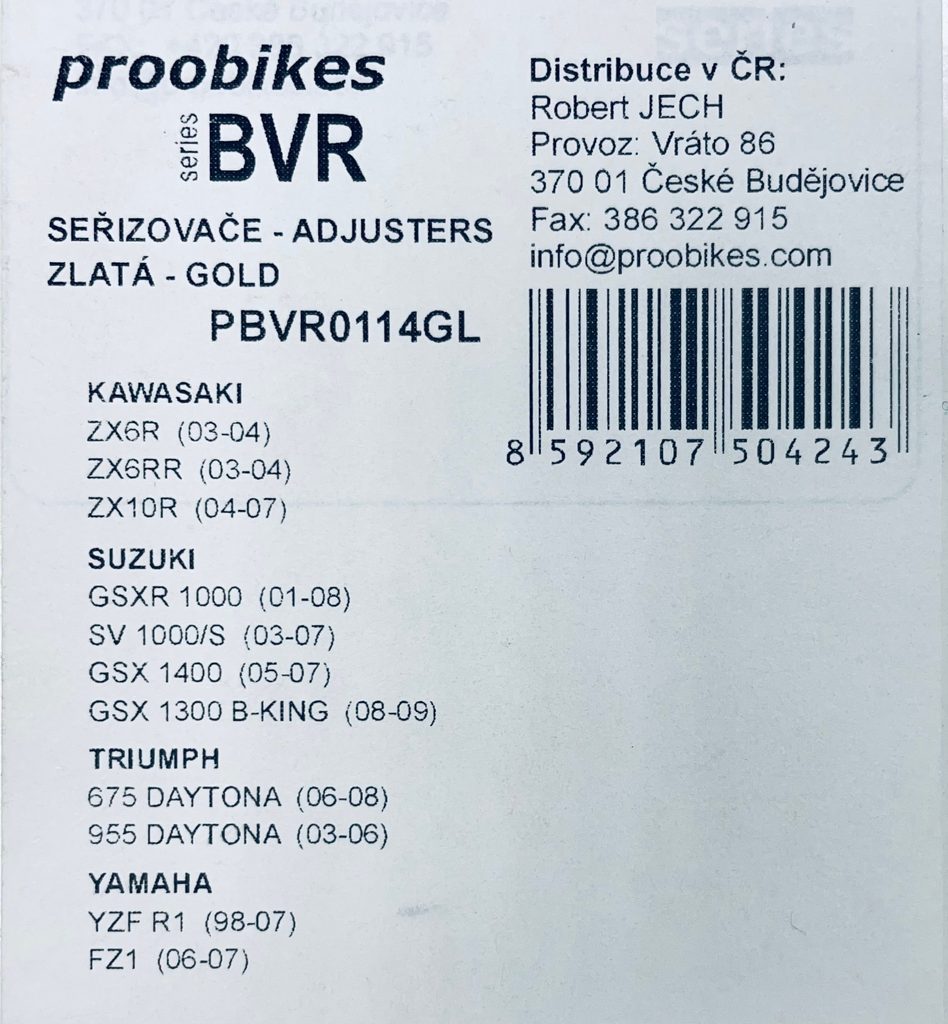 proobikes
series BVR
SEŘIZOVAČE - ADJUSTERS
ZLATÁ - GOLD
PBVR0114GL
KAWASAKI
ZX6R (03-04)
ZX6RR (03-04)
ZX10R (04-07)
SUZUKI
GSXR 1000 (01-08)
SV 1000/S (03-07)
GSX 1400 (05-07)
GSX 1300 B-KING (08-09)
TRIUMPH
675 DAYTONA (06-08)
955 DAYTONA (03-06)
YAMAHA
YZF R1 (98-07)
FZ1 (06-07)
Distribuce v ČR:
Robert JECH
Provoz: Vráto 86
370 01 České Budějovice
Fax: 386 322 915
info@proobikes.com
8 592107 504243